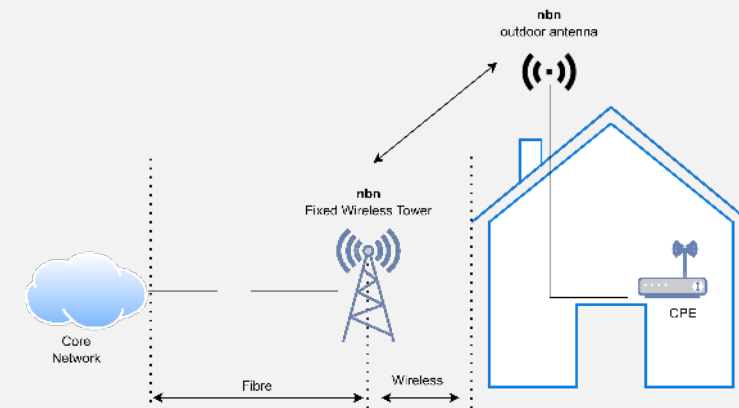 nbn
outdoor antenna
nbn
Fixed Wireless Tower
Core
Network
CPE
Fibre
Wireless